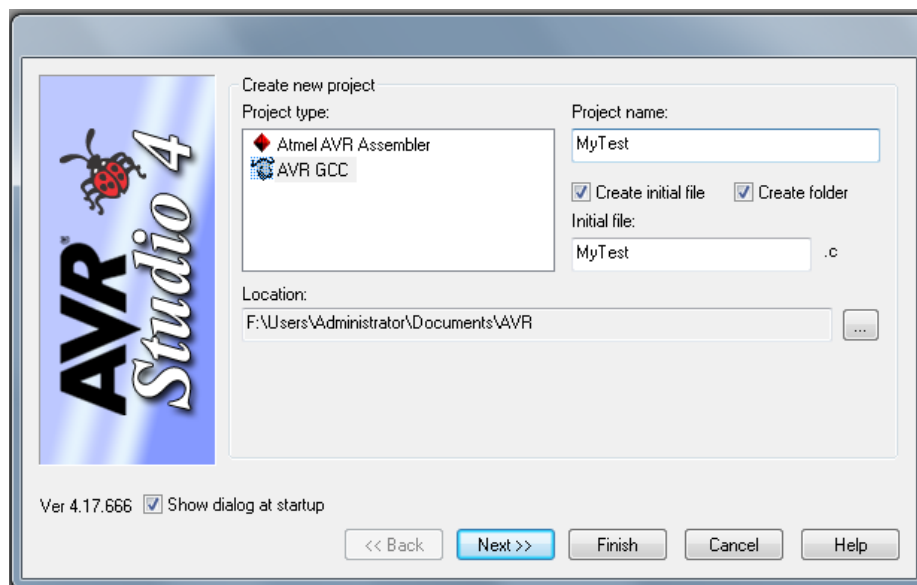 AVR®
Studio 4
Create new project
Project type:
Atmel AVR Assembler
AVR GCC
Project name:
MyTest
Create initial file
Create folder
Initial file:
MyTest
.c
Location:
F:\Users\Administrator\Documents\AVR
...
Ver 4.17.666
Show dialog at startup
<< Back
Next >>
Finish
Cancel
Help